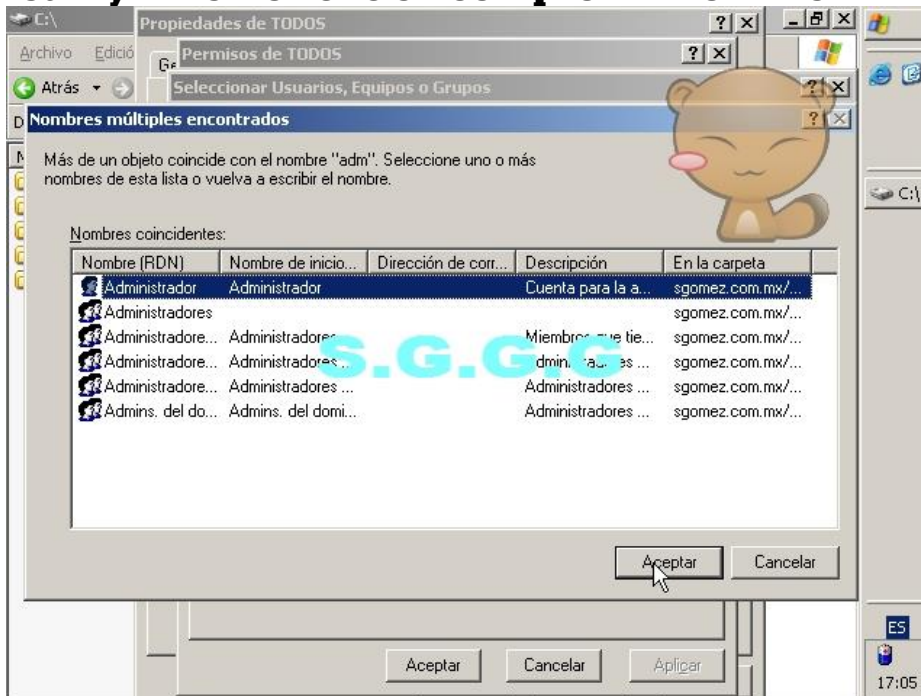 C:\
Propiedades de TODOS
Archivo Edició
Permisos de TODOS
Atrás
Seleccionar Usuarios, Equipos o Grupos
Nombres múltiples encontrados
Más de un objeto coincide con el nombre "adm". Seleccione uno o más
nombres de esta lista o vuelva a escribir el nombre.
C:\
Nombres coincidentes:
Nombre (RDN) Nombre de inicio... Dirección de corr... Descripción En la carpeta
Administrador Administrador Cuenta para la a... sgomez.com.mx/...
Administradores sgomez.com.mx/...
Administradore... Administradores Miembros que tie... sgomez.com.mx/...
Administradore... Administradores ... Administradores ... sgomez.com.mx/...
S.G.G.G
Administradore... Administradores ... Administradores ... sgomez.com.mx/...
Admins. del do... Admins. del domi... Administradores ... sgomez.com.mx/...
Aceptar Cancelar
ES
Aceptar Cancelar Aplicar
17:05